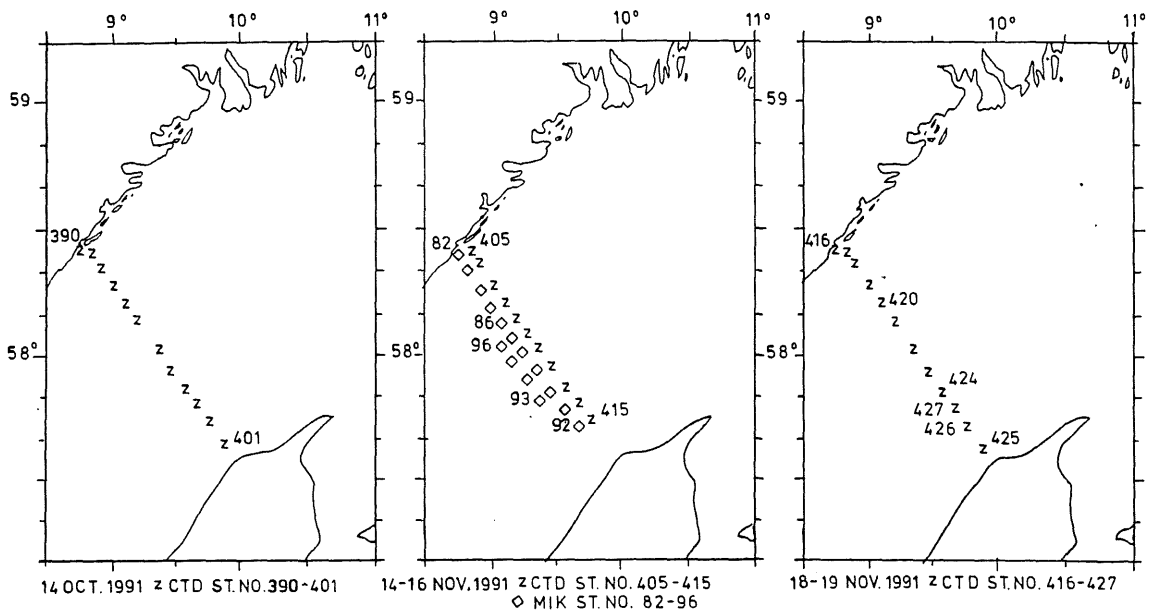 9° 10° 11°
9° 10° 11°
9° 10° 11°
59
59
59
58°
58°
58°
390
z z z z z z z z z z z z
401
82
z 405
86
96
93
92
415
416
420
424
427
426
425
14 OCT. 1991 z CTD ST. NO. 390-401
14-16 NOV. 1991 z CTD ST. NO. 405-415
◇ MIK ST. NO. 82-96
18-19 NOV. 1991 z CTD ST. NO. 416-427